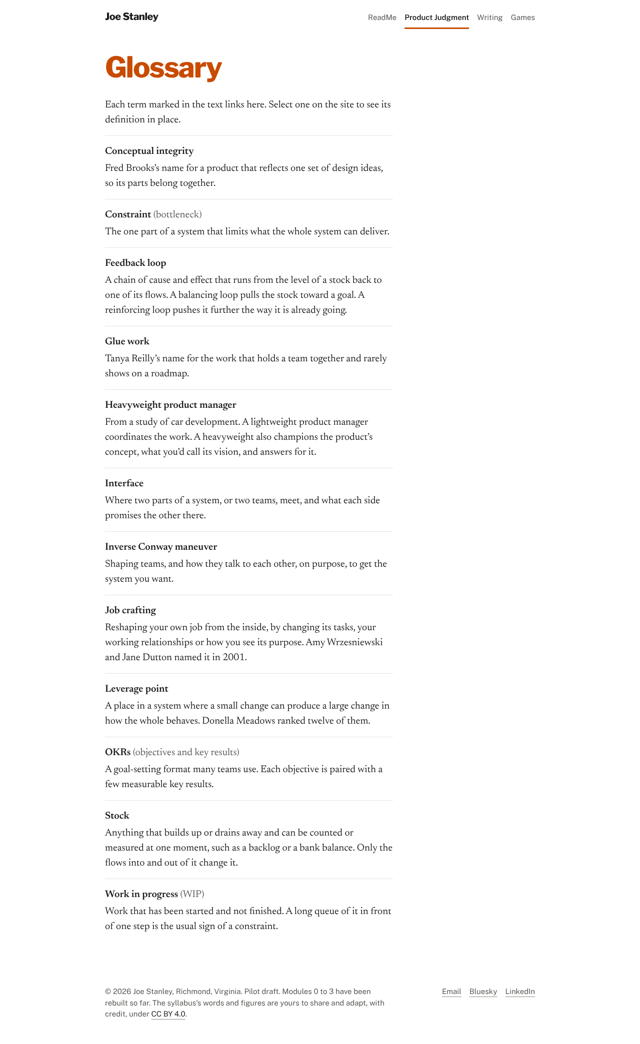 Joe Stanley
ReadMe Product Judgment Writing Games
Glossary
Each term marked in the text links here. Select one on the site to see its
definition in place.
Conceptual integrity
Fred Brooks’s name for a product that reflects one set of design ideas,
so its parts belong together.
Constraint (bottleneck)
The one part of a system that limits what the whole system can deliver.
Feedback loop
A chain of cause and effect that runs from the level of a stock back to
one of its flows. A balancing loop pulls the stock toward a goal. A
reinforcing loop pushes it further the way it is already going.
Glue work
Tanya Reilly’s name for the work that holds a team together and rarely
shows on a roadmap.
Heavyweight product manager
From a study of car development. A lightweight product manager
coordinates the work. A heavyweight also champions the product’s
concept, what you’d call its vision, and answers for it.
Interface
Where two parts of a system, or two teams, meet, and what each side
promises the other there.
Inverse Conway maneuver
Shaping teams, and how they talk to each other, on purpose, to get the
system you want.
Job crafting
Reshaping your own job from the inside, by changing its tasks, your
working relationships or how you see its purpose. Amy Wrzesniewski
and Jane Dutton named it in 2001.
Leverage point
A place in a system where a small change can produce a large change in
how the whole behaves. Donella Meadows ranked twelve of them.
OKRs (objectives and key results)
A goal-setting format many teams use. Each objective is paired with a
few measurable key results.
Stock
Anything that builds up or drains away and can be counted or
measured at one moment, such as a backlog or a bank balance. Only the
flows into and out of it change it.
Work in progress (WIP)
Work that has been started and not finished. A long queue of it in front
of one step is the usual sign of a constraint.
© 2026 Joe Stanley, Richmond, Virginia. Pilot draft. Modules 0 to 3 have been
rebuilt so far. The syllabus’s words and figures are yours to share and adapt, with
credit, under CC BY 4.0.
Email Bluesky LinkedIn